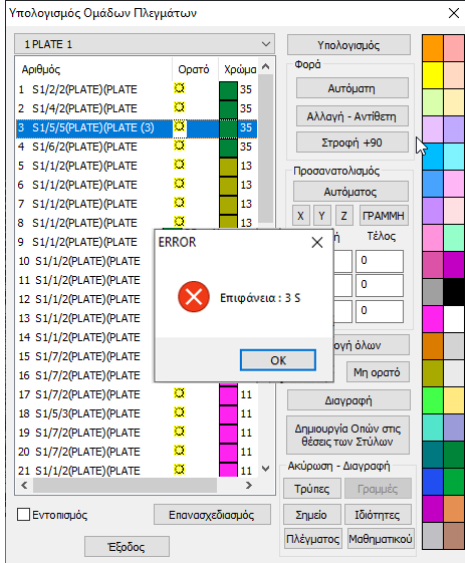 Υπολογισμός Ομάδων Πλεγμάτων
1 PLATE 1
Υπολογισμός
Αριθμός Ορατό Χρώμα
Φορά
1 S1/2/2(PLATE)(PLATE 35
Αυτόματη
2 S1/4/2(PLATE)(PLATE 35
Αλλαγή - Αντίθετη
3 S1/5/5(PLATE)(PLATE (3) 35
Στροφή +90
4 S1/6/2(PLATE)(PLATE 35
Προσανατολισμός
5 S1/1/2(PLATE)(PLATE 13
Αυτόματος
6 S1/1/2(PLATE)(PLATE 13
7 S1/1/2(PLATE)(PLATE 13
X Y Z ΓΡΑΜΜΗ
8 S1/1/2(PLATE)(PLATE 13
Τέλος
9 S1/1/2(PLATE)(PLATE
ERROR
10 S1/1/2(PLATE)(PLATE
0
11 S1/1/2(PLATE)(PLATE
0
12 S1/1/2(PLATE)(PLATE
Επιφάνεια : 3 S
0
13 S1/1/2(PLATE)(PLATE
14 S1/1/2(PLATE)(PLATE
ογή όλων
15 S1/7/2(PLATE)(PLATE
OK
16 S1/7/2(PLATE)(PLATE
Μη ορατό
17 S1/7/2(PLATE)(PLATE 11
Διαγραφή
18 S1/5/3(PLATE)(PLATE 11
19 S1/7/2(PLATE)(PLATE 11
Δημιουργία Οπών στις
θέσεις των Στύλων
20 S1/7/2(PLATE)(PLATE 11
21 S1/1/2(PLATE)(PLATE 11
Ακύρωση - Διαγραφή
Τρύπες Γραμμές
Εντοπισμός
Επανασχεδιασμός
Σημείο Ιδιότητες
Έξοδος
Πλέγματος Μαθηματικού